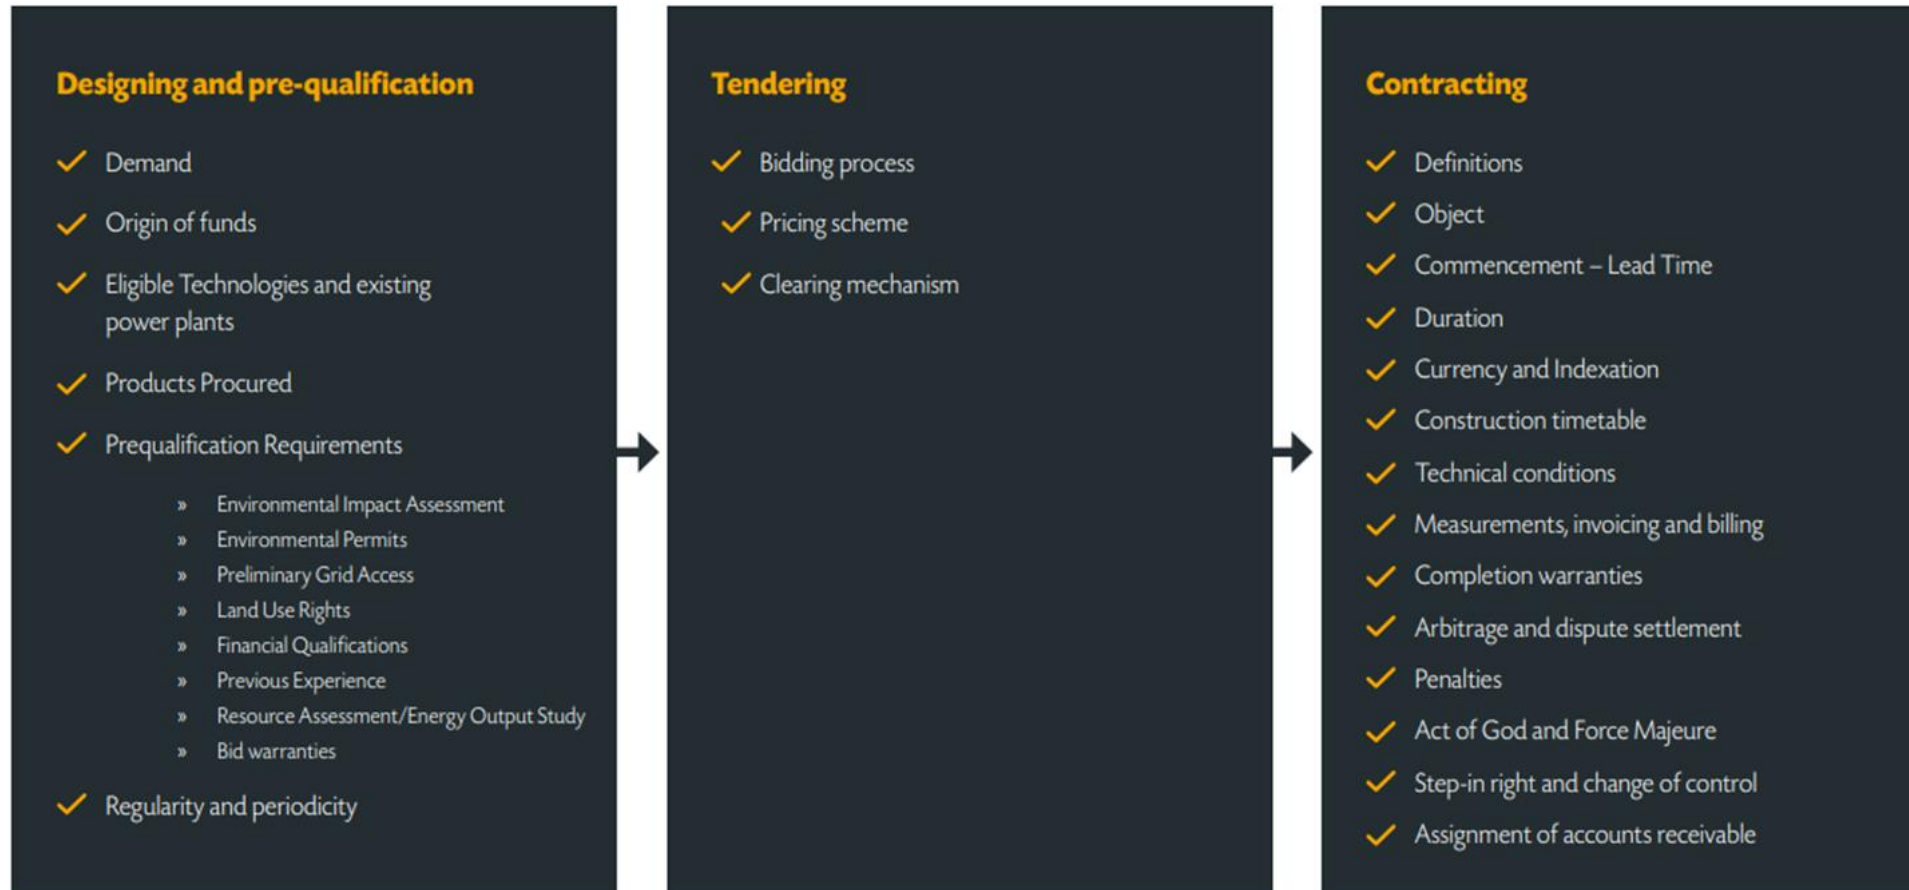 Designing and pre-qualification
Demand
Origin of funds
Eligible Technologies and existing
power plants
Products Procured
Prequalification Requirements
» Environmental Impact Assessment
» Environmental Permits
» Preliminary Grid Access
» Land Use Rights
» Financial Qualifications
» Previous Experience
» Resource Assessment/Energy Output Study
» Bid warranties
Regularity and periodicity
Tendering
Bidding process
Pricing scheme
Clearing mechanism
Contracting
Definitions
Object
Commencement – Lead Time
Duration
Currency and Indexation
Construction timetable
Technical conditions
Measurements, invoicing and billing
Completion warranties
Arbitrage and dispute settlement
Penalties
Act of God and Force Majeure
Step-in right and change of control
Assignment of accounts receivable